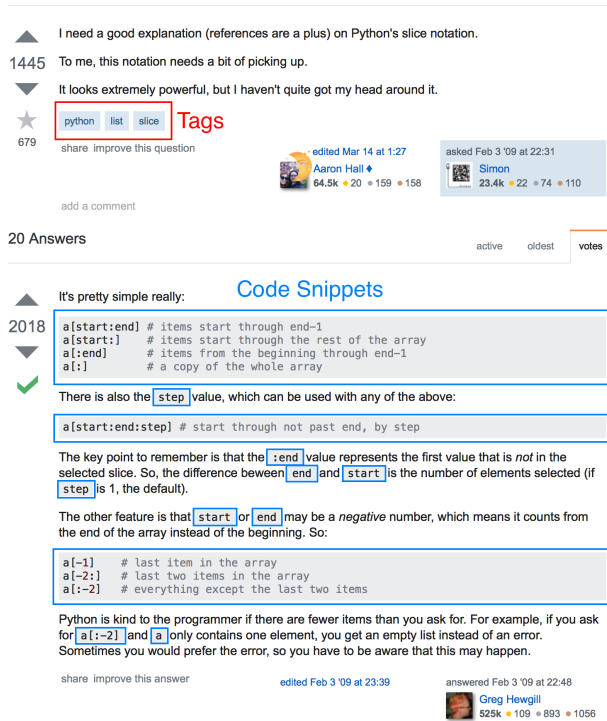 I need a good explanation (references are a plus) on Python's slice notation.
1445
To me, this notation needs a bit of picking up.
It looks extremely powerful, but I haven't quite got my head around it.
679
python list slice Tags
share improve this question
edited Mar 14 at 1:27
Aaron Hall ♦
64.5k ● 20 ● 159 ● 158
asked Feb 3 '09 at 22:31
Simon
23.4k ● 22 ● 74 ● 110
add a comment
20 Answers
active oldest votes
It's pretty simple really:
Code Snippets
2018
a[start:end] # items start through end-1
a[start:]    # items start through the rest of the array
a[:end]      # items from the beginning through end-1
a[:]         # a copy of the whole array
There is also the step value, which can be used with any of the above:
a[start:end:step] # start through not past end, by step
The key point to remember is that the :end value represents the first value that is not in the
selected slice. So, the difference beween end and start is the number of elements selected (if
step is 1, the default).
The other feature is that start or end may be a negative number, which means it counts from
the end of the array instead of the beginning. So:
a[-1]    # last item in the array
a[-2:]   # last two items in the array
a[:-2]   # everything except the last two items
Python is kind to the programmer if there are fewer items than you ask for. For example, if you ask
for a[:-2] and a only contains one element, you get an empty list instead of an error.
Sometimes you would prefer the error, so you have to be aware that this may happen.
share improve this answer
edited Feb 3 '09 at 23:39
answered Feb 3 '09 at 22:48
Greg Hewgill
525k ● 109 ● 893 ● 1056